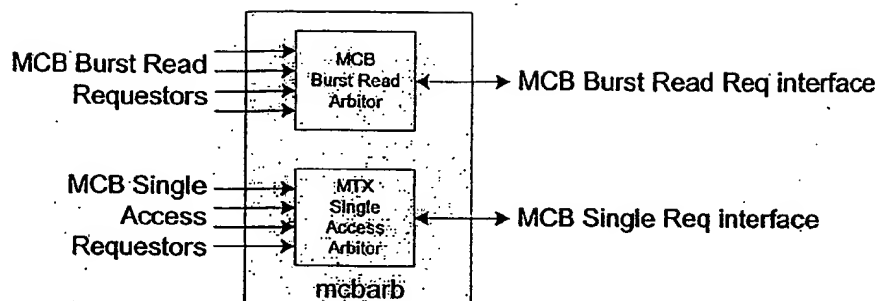 MCB Burst Read
Requestors
MCB
Burst Read
Arbitor
MCB Burst Read Req interface
MCB Single
Access
Requestors
MTX
Single
Access
Arbitor
MCB Single Req interface
mcbarb